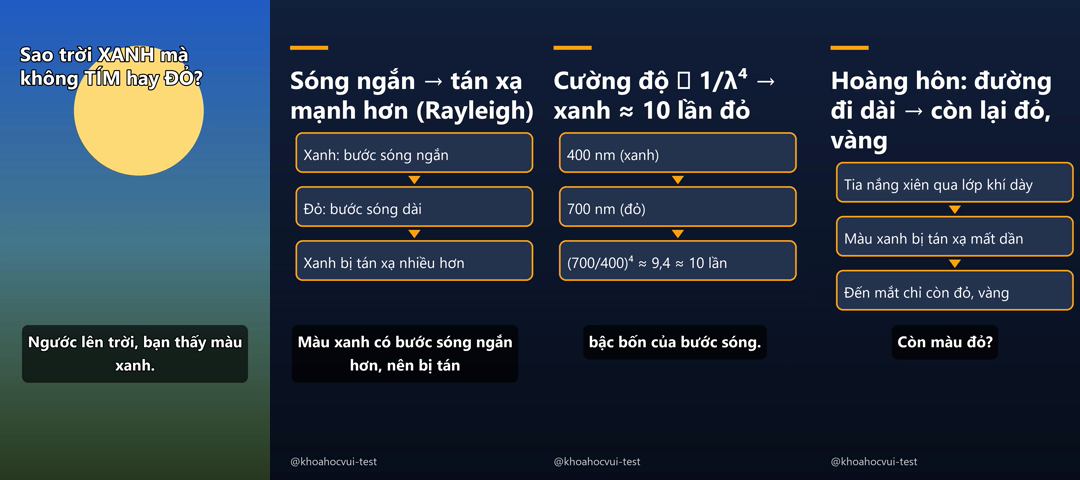 Sao trời XANH mà
không TÍM hay ĐỎ?
Ngước lên trời, bạn thấy màu
xanh.
Sóng ngắn → tán xạ
mạnh hơn (Rayleigh)
Xanh: bước sóng ngắn
Đỏ: bước sóng dài
Xanh bị tán xạ nhiều hơn
Màu xanh có bước sóng ngắn
hơn, nên bị tán
@khoahocvui-test
Cường độ ▯ 1/λ⁴ →
xanh ≈ 10 lần đỏ
400 nm (xanh)
700 nm (đỏ)
(700/400)⁴ ≈ 9,4 ≈ 10 lần
bậc bốn của bước sóng.
@khoahocvui-test
Hoàng hôn: đường
đi dài → còn lại đỏ,
vàng
Tia nắng xiên qua lớp khí dày
Màu xanh bị tán xạ mất dần
Đến mắt chỉ còn đỏ, vàng
Còn màu đỏ?
@khoahocvui-test